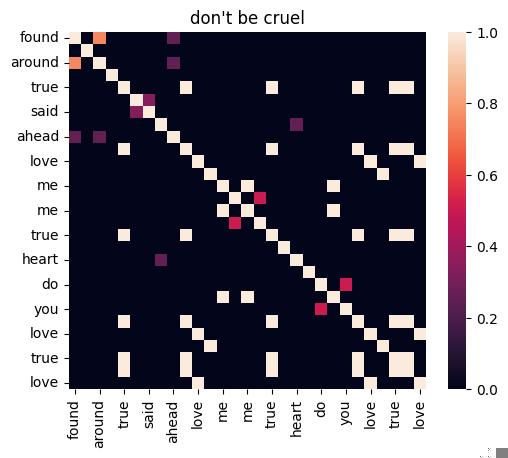 don't be cruel
found
around
true
said
ahead
love
me
me
true
heart
do
you
love
true
love
1.0
0.8
0.6
0.4
0.2
0.0
found
around
true
said
ahead
love
me
me
true
heart
do
you
love
true
love